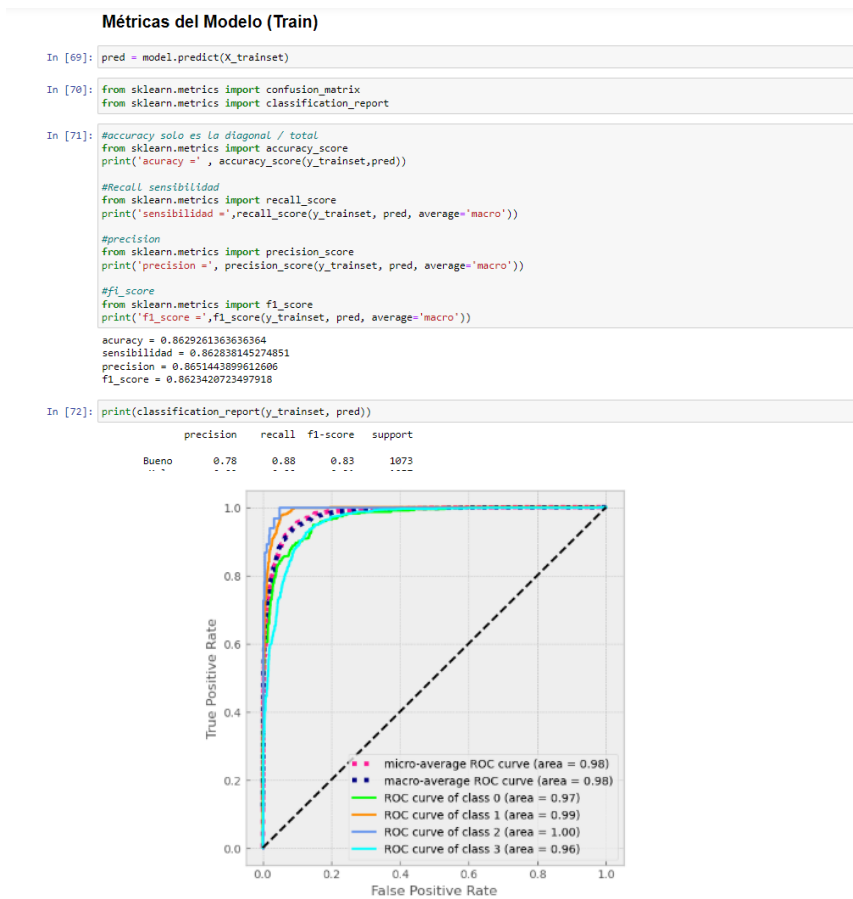 Métricas del Modelo (Train)
In [69]: pred = model.predict(X_trainset)
In [70]: from sklearn.metrics import confusion_matrix
from sklearn.metrics import classification_report
In [71]: #accuracy solo es la diagonal / total
from sklearn.metrics import accuracy_score
print('acuracy =' , accuracy_score(y_trainset,pred))
#Recall sensibilidad
from sklearn.metrics import recall_score
print('sensibilidad =',recall_score(y_trainset, pred, average='macro'))
#precision
from sklearn.metrics import precision_score
print('precision =', precision_score(y_trainset, pred, average='macro'))
#fi_score
from sklearn.metrics import f1_score
print('f1_score =',f1_score(y_trainset, pred, average='macro'))
acuracy = 0.8629261363636364
sensibilidad = 0.862838145274851
precision = 0.8651443899612606
f1_score = 0.8623420723497918
In [72]: print(classification_report(y_trainset, pred))
precision recall f1-score support
Bueno 0.78 0.88 0.83 1073
1.0
0.8
0.6
0.4
0.2
0.0
True Positive Rate
micro-average ROC curve (area = 0.98)
macro-average ROC curve (area = 0.98)
ROC curve of class 0 (area = 0.97)
ROC curve of class 1 (area = 0.99)
ROC curve of class 2 (area = 1.00)
ROC curve of class 3 (area = 0.96)
0.0 0.2 0.4 0.6 0.8 1.0
False Positive Rate